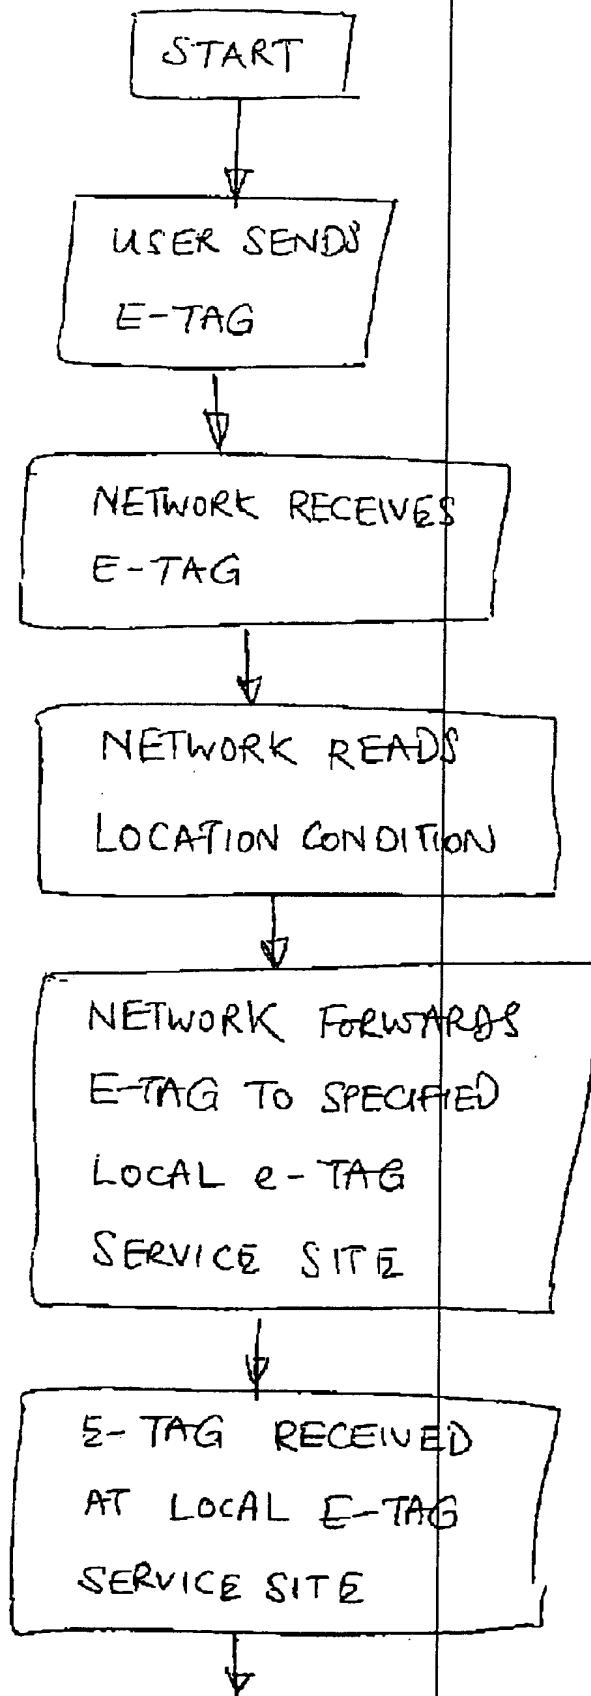 START
USER SENDS
E-TAG
NETWORK RECEIVES
E-TAG
NETWORK READS
LOCATION CONDITION
NETWORK FORWARDS
E-TAG TO SPECIFIED
LOCAL e-TAG
SERVICE SITE
E-TAG RECEIVED
AT LOCAL E-TAG
SERVICE SITE